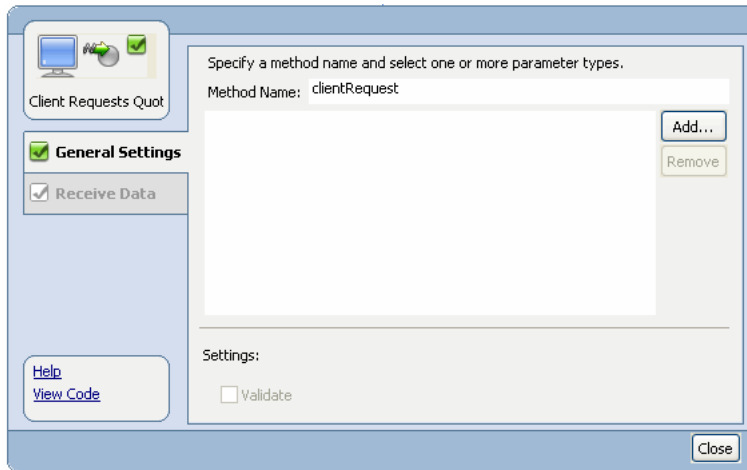 Client Requests Quot
General Settings
Receive Data
Help
View Code
Specify a method name and select one or more parameter types.
Method Name: clientRequest
Add...
Remove
Settings:
Validate
Close